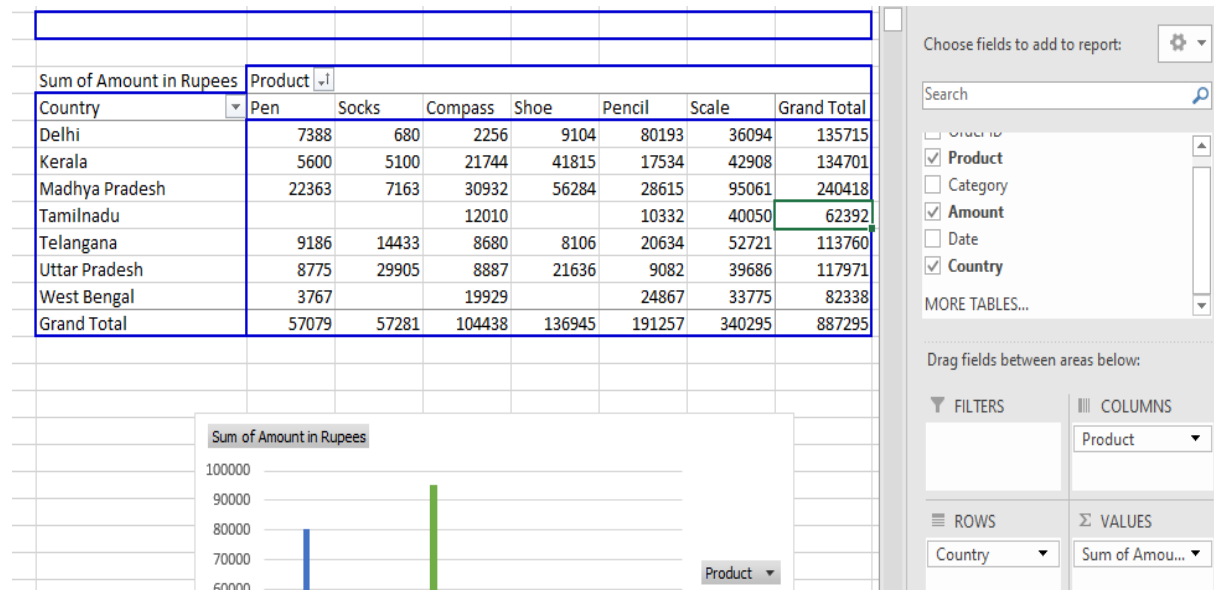 Sum of Amount in Rupees Product
Country Pen Socks Compass Shoe Pencil Scale Grand Total
Delhi 7388 680 2256 9104 80193 36094 135715
Kerala 5600 5100 21744 41815 17534 42908 134701
Madhya Pradesh 22363 7163 30932 56284 28615 95061 240418
Tamilnadu 12010 10332 40050 62392
Telangana 9186 14433 8680 8106 20634 52721 113760
Uttar Pradesh 8775 29905 8887 21636 9082 39686 117971
West Bengal 3767 19929 24867 33775 82338
Grand Total 57079 57281 104438 136945 191257 340295 887295
Sum of Amount in Rupees
100000
90000
80000
70000
60000
Product
Choose fields to add to report:
Search
Product
Category
Amount
Date
Country
MORE TABLES...
Drag fields between areas below:
FILTERS
COLUMNS
Product
ROWS
Σ VALUES
Country
Sum of Amou...